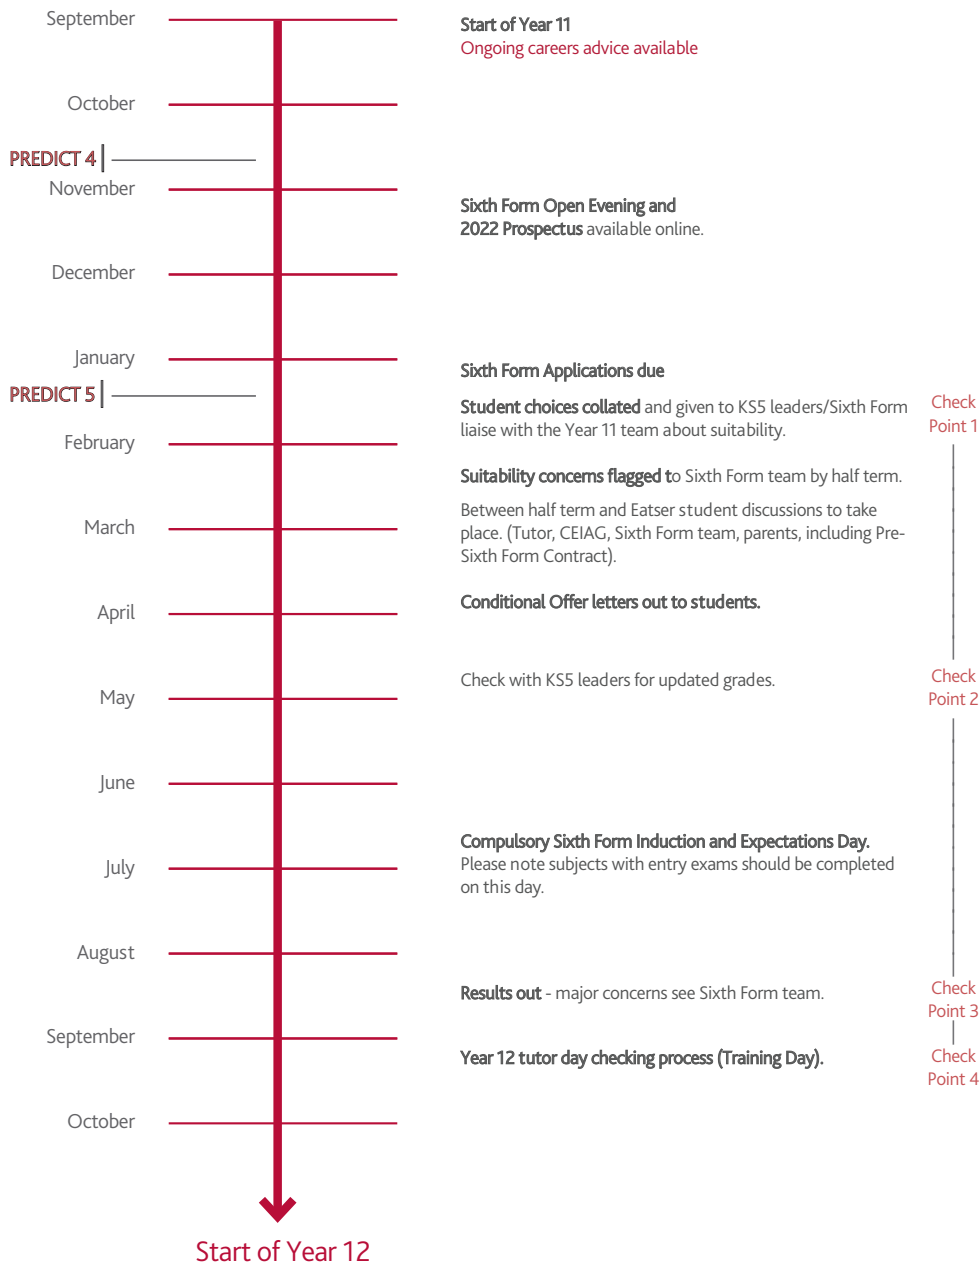 September
Start of Year 11
Ongoing careers advice available
October
PREDICT 4
November
Sixth Form Open Evening and
2022 Prospectus available online.
December
January
Sixth Form Applications due
PREDICT 5
Student choices collated and given to KS5 leaders/Sixth Form
liaise with the Year 11 team about suitability.
Check
Point 1
February
Suitability concerns flagged to Sixth Form team by half term.
Between half term and Eatser student discussions to take
place. (Tutor, CEIAG, Sixth Form team, parents, including Pre-
Sixth Form Contract).
March
Conditional Offer letters out to students.
April
Check with KS5 leaders for updated grades.
Check
Point 2
May
June
Compulsory Sixth Form Induction and Expectations Day.
Please note subjects with entry exams should be completed
on this day.
July
August
Results out - major concerns see Sixth Form team.
Check
Point 3
September
Year 12 tutor day checking process (Training Day).
Check
Point 4
October
Start of Year 12